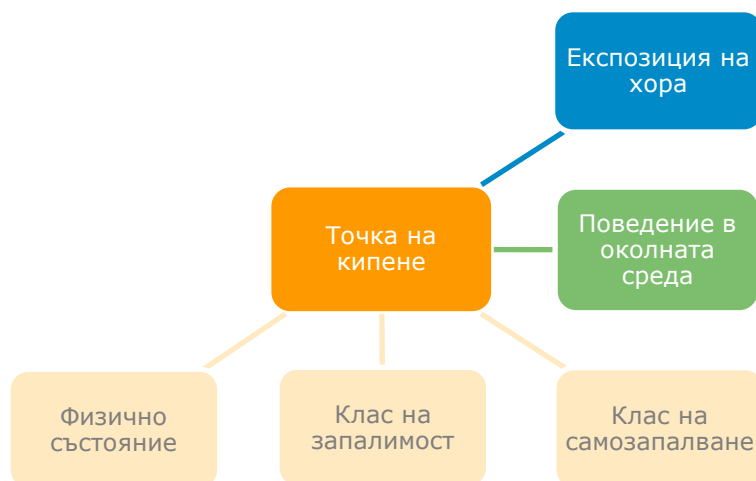 Експозиция на
хора
Точка на
кипене
Поведение в
околната
среда
Физично
състояние
Клас на
запалимост
Клас на
самозапалване